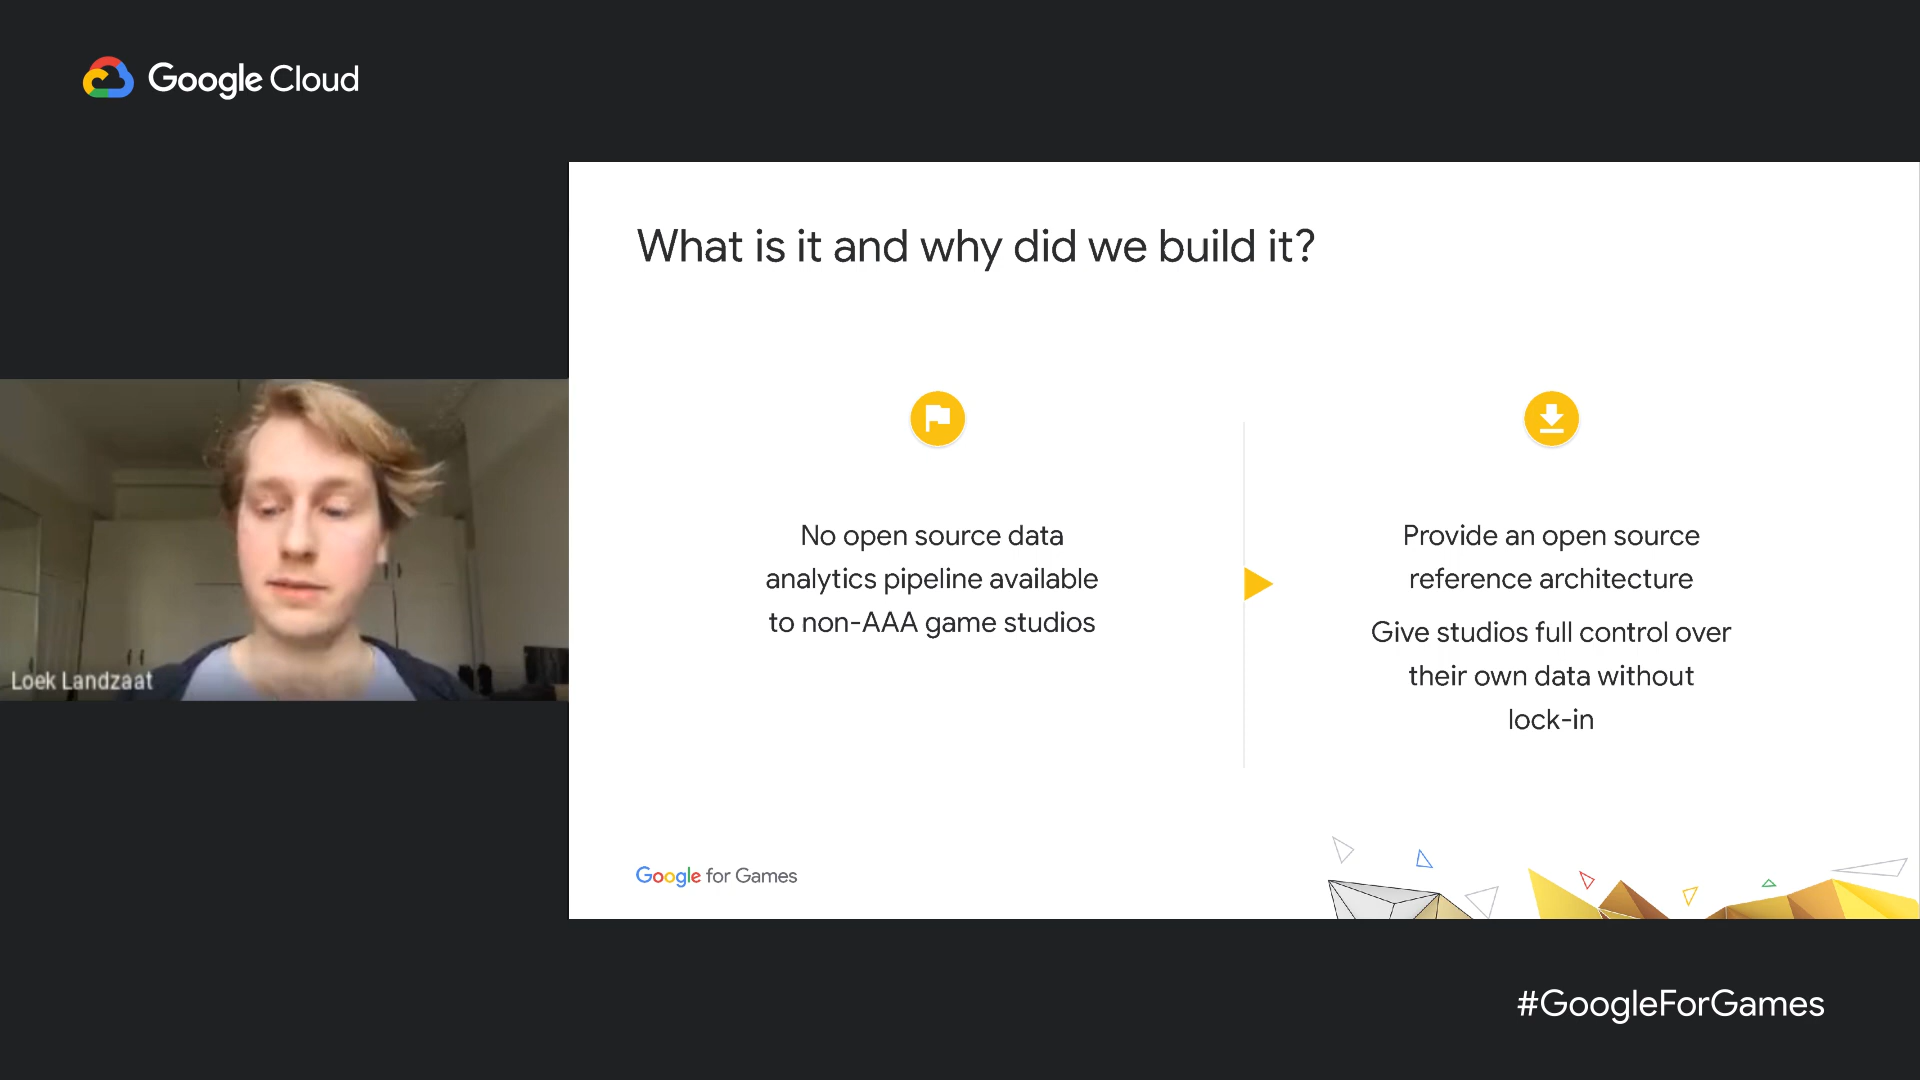 Google Cloud
What is it and why did we build it?
No open source data
analytics pipeline available
to non-AAA game studios
Provide an open source
reference architecture
Give studios full control over
their own data without
lock-in
Loek Landzaat
Google for Games
#GoogleForGames